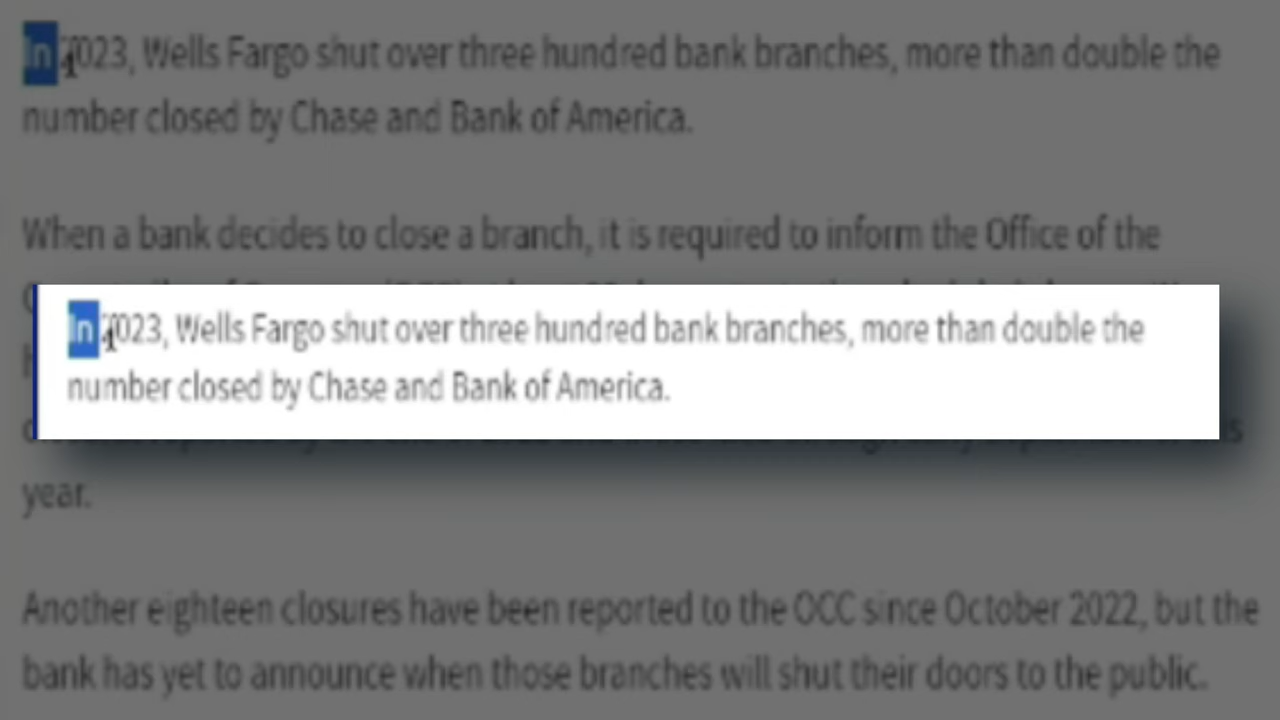 In 2023, Wells Fargo shut over three hundred bank branches, more than double the
number closed by Chase and Bank of America.
When a bank decides to close a branch, it is required to inform the Office of the
In 2023, Wells Fargo shut over three hundred bank branches, more than double the
number closed by Chase and Bank of America.
year.
Another eighteen closures have been reported to the OCC since October 2022, but the
bank has yet to announce when those branches will shut their doors to the public.